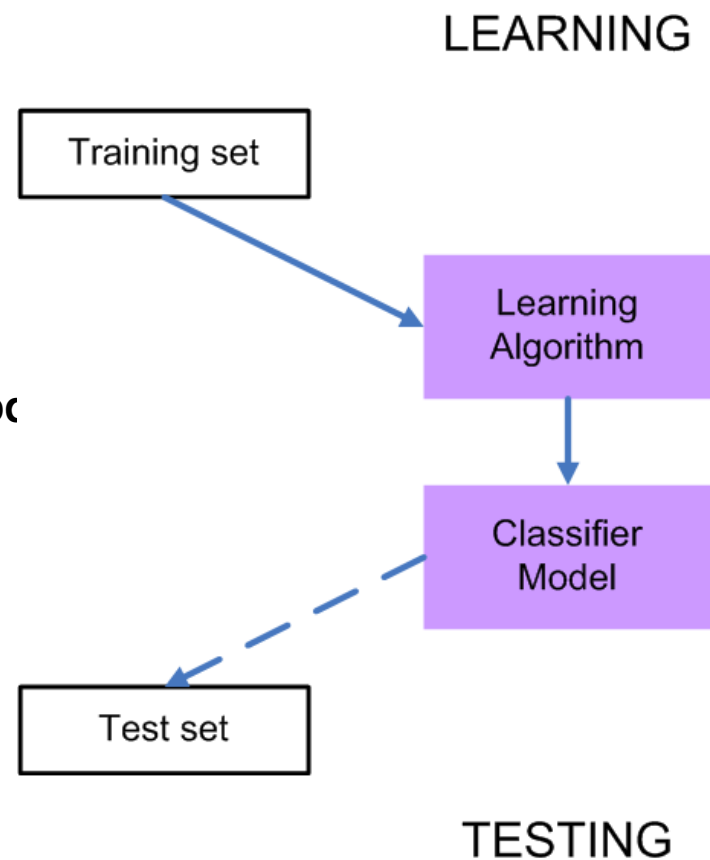 LEARNING
Training set
Learning
Algorithm
Classifier
Model
Test set
TESTING